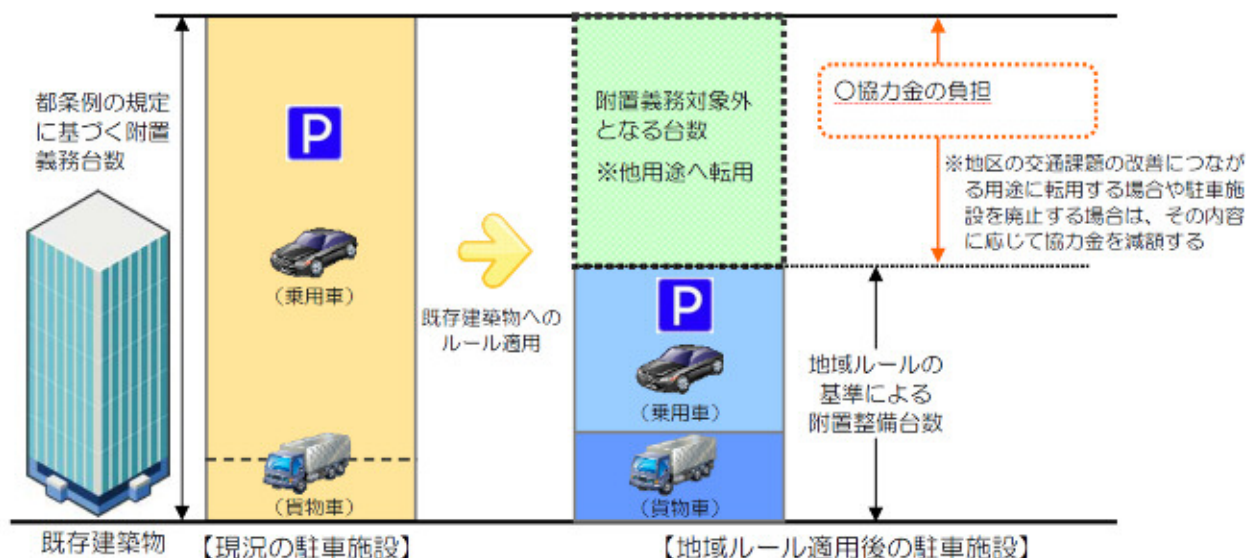 都条例の規定
に基づく附置
義務台数
既存建築物
P
（乗用車）
（貨物車）
【現況の駐車施設】
既存建築物への
ルール適用
附置義務対象外
となる台数
※他用途へ転用
P
（乗用車）
（貨物車）
【地域ルール適用後の駐車施設】
〇協力金の負担
※地区の交通課題の改善につなが
る用途に転用する場合や駐車施
設を廃止する場合は、その内容
に応じて協力金を減額する
地域ルールの
基準による
附置整備台数